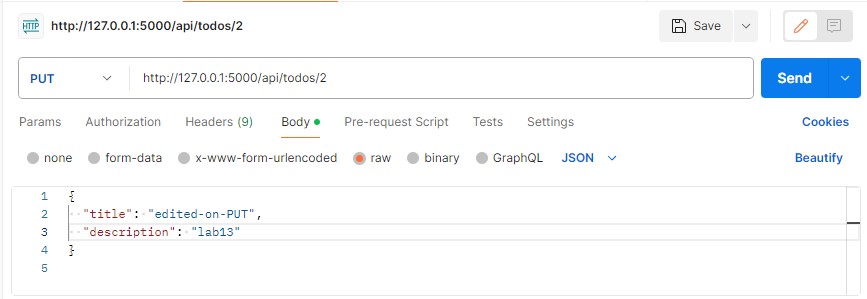 HTTP http://127.0.0.1:5000/api/todos/2 Save
PUT http://127.0.0.1:5000/api/todos/2 Send
Params Authorization Headers (9) Body Pre-request Script Tests Settings Cookies
none form-data x-www-form-urlencoded raw binary GraphQL JSON Beautify
1 {
2 "title": "edited-on-PUT",
3 "description": "lab13"
4 }
5